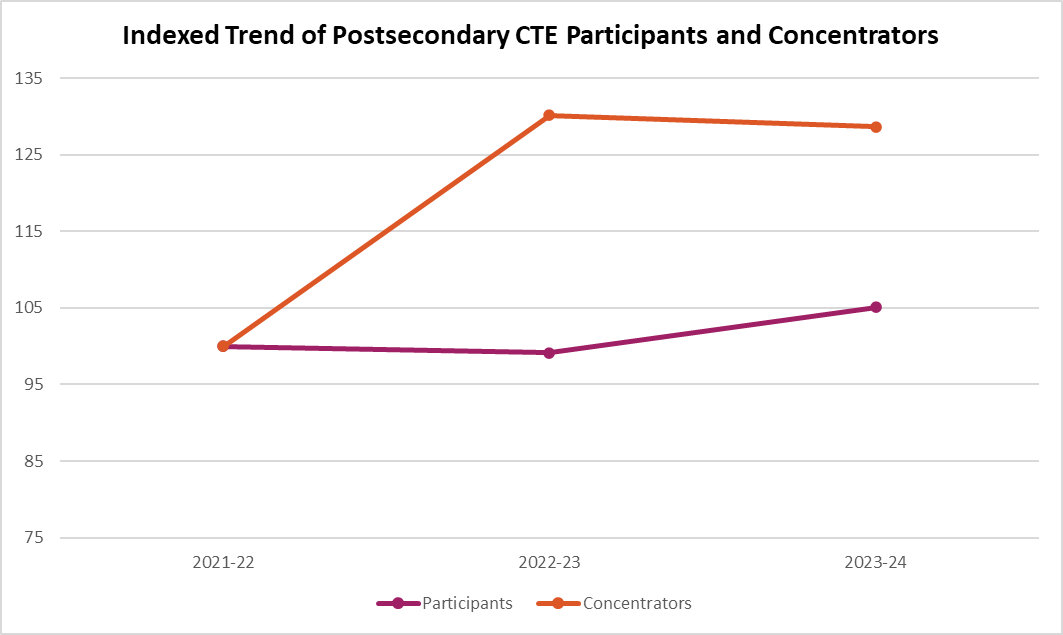 Indexed Trend of Postsecondary CTE Participants and Concentrators
135
125
115
105
95
85
75
2021-22 2022-23 2023-24
Participants Concentrators